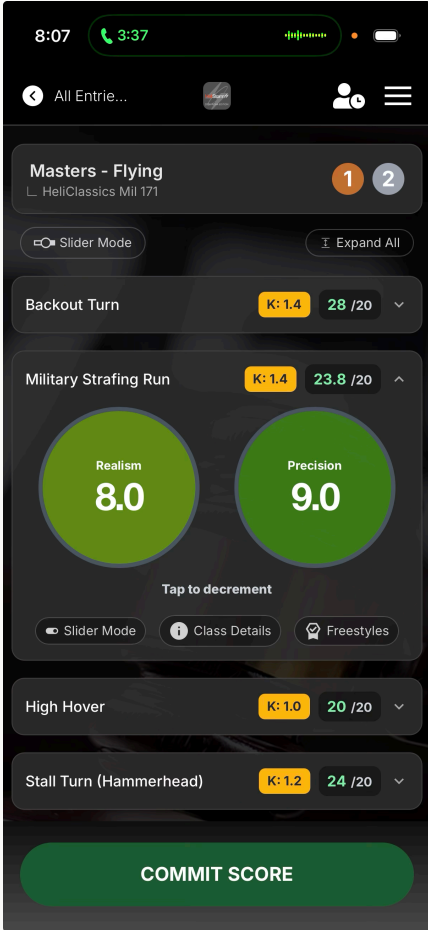 8:07
3:37
All Entrie...
Masters - Flying
1 2
HeliClassics Mil 171
Slider Mode
Expand All
Backout Turn K: 1.4 28 /20
Military Strafing Run K: 1.4 23.8 /20
Realism Precision
8.0 9.0
Tap to decrement
Slider Mode Class Details Freestyles
High Hover K: 1.0 20 /20
Stall Turn (Hammerhead) K: 1.2 24 /20
COMMIT SCORE